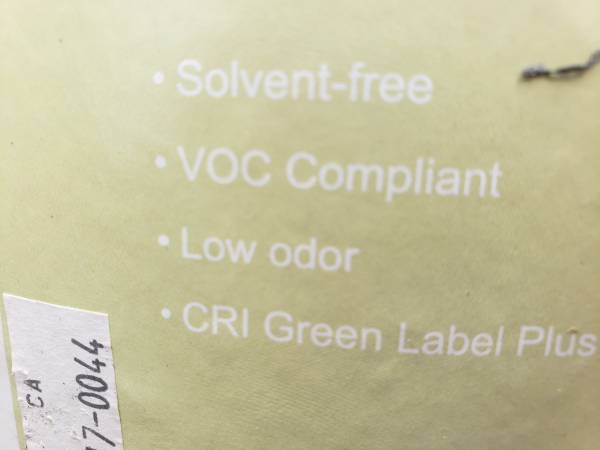 • Solvent-free
• VOC Compliant
• Low odor
• CRI Green Label Plus
CA
7-0044